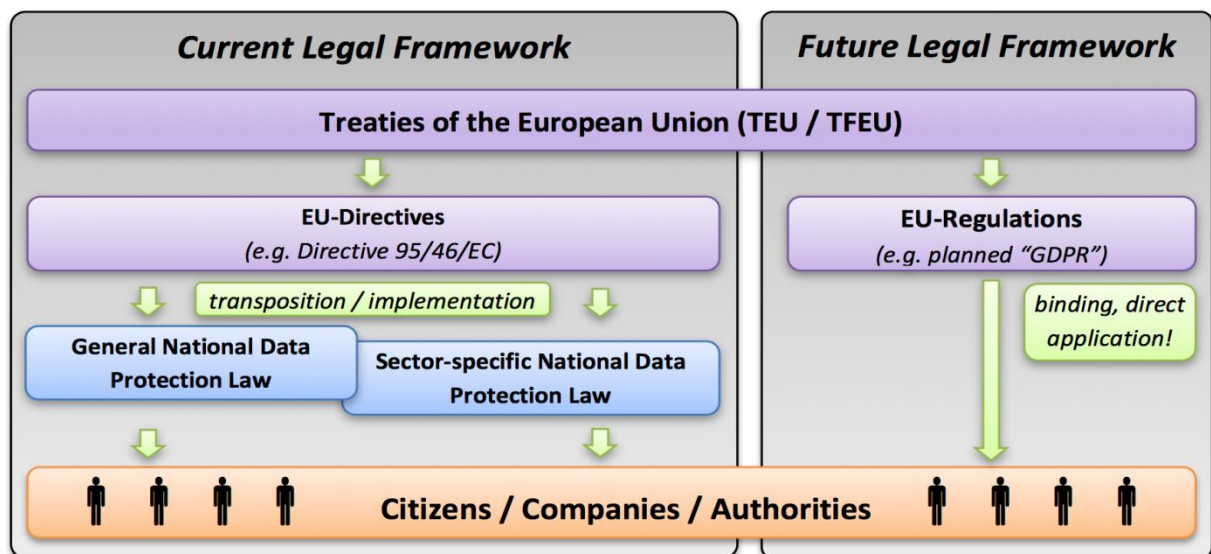 Current Legal Framework
Future Legal Framework
Treaties of the European Union (TEU / TFEU)
EU-Directives
(e.g. Directive 95/46/EC)
EU-Regulations
(e.g. planned “GDPR”)
transposition / implementation
binding, direct
application!
General National Data
Protection Law
Sector-specific National Data
Protection Law
Citizens / Companies / Authorities